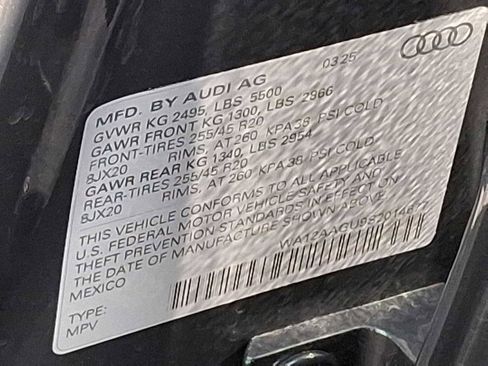 MFD. BY AUDI AG 03/25
GVWR KG 2495, LBS 5500
GAWR FRONT KG 1300, LBS 2966
FRONT-TIRES 255/45 R20
8JX20 RIMS, AT 260 KPA 38 PSI/COLD
GAWR REAR KG 1340, LBS 2954
REAR-TIRES 255/45 R20
8JX20 RIMS, AT 260 KPA 38 PSI/COLD
THIS VEHICLE CONFORMS TO ALL APPLICABLE
U.S. FEDERAL MOTOR VEHICLE SAFETY AND
THEFT PREVENTION STANDARDS IN EFFECT ON
THE DATE OF MANUFACTURE SHOWN ABOVE
MEXICO
TYPE:
MPV